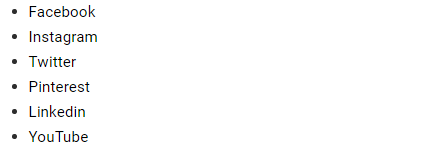 Facebook
Instagram
Twitter
Pinterest
Linkedin
YouTube